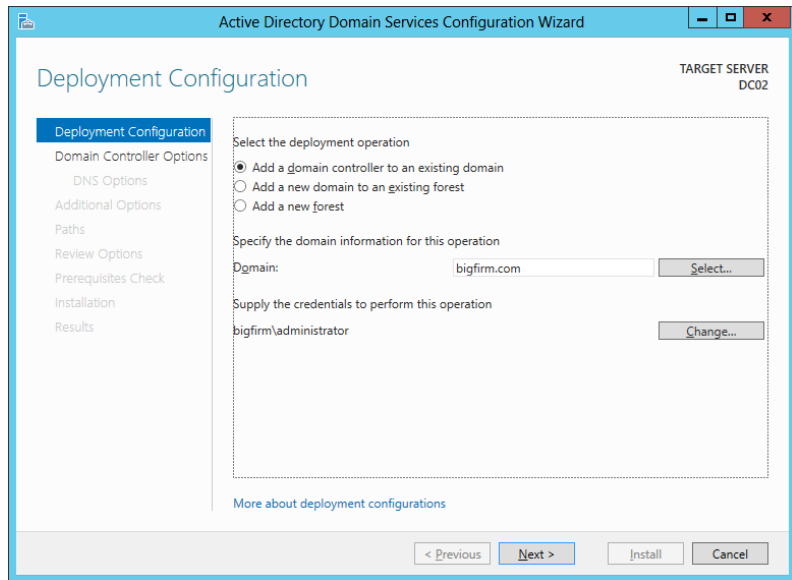 Active Directory Domain Services Configuration Wizard
Deployment Configuration
TARGET SERVER
DC02
Deployment Configuration
Domain Controller Options
DNS Options
Additional Options
Paths
Review Options
Prerequisites Check
Installation
Results
Select the deployment operation
Add a domain controller to an existing domain
Add a new domain to an existing forest
Add a new forest
Specify the domain information for this operation
Domain: bigfirm.com Select...
Supply the credentials to perform this operation
bigfirm\administrator Change...
More about deployment configurations
< Previous Next > Install Cancel